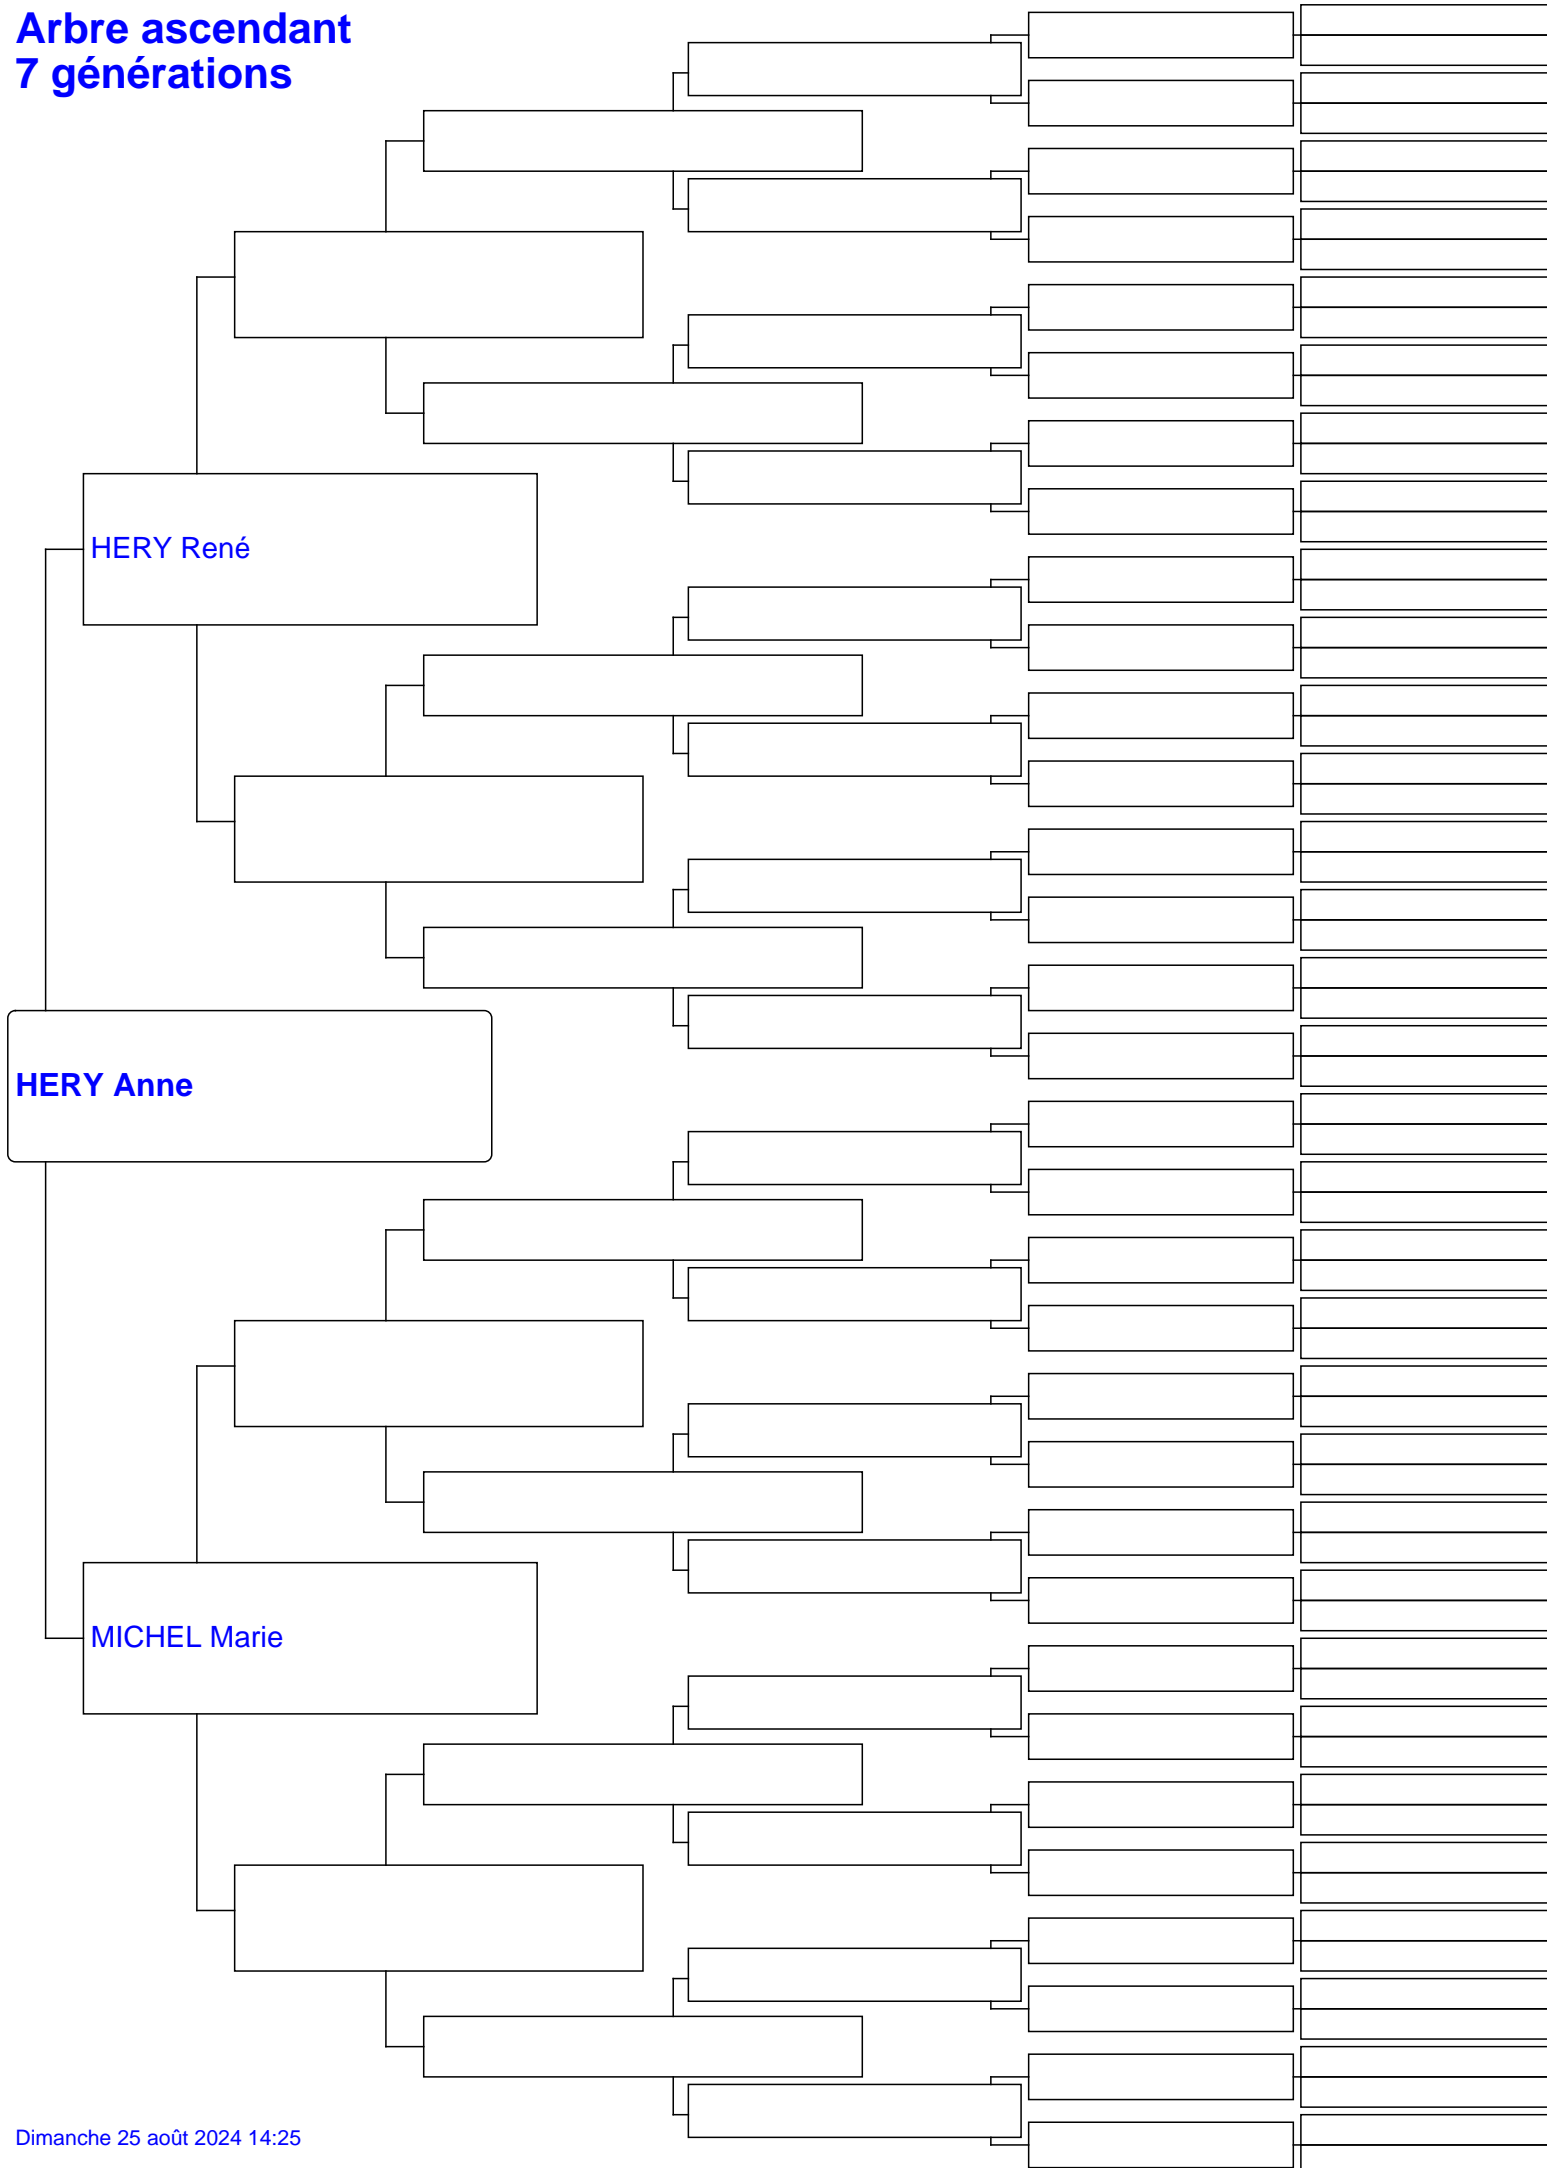 Arbre ascendant
7 générations
HERY René
HERY Anne
MICHEL Marie
Dimanche 25 août 2024 14:25